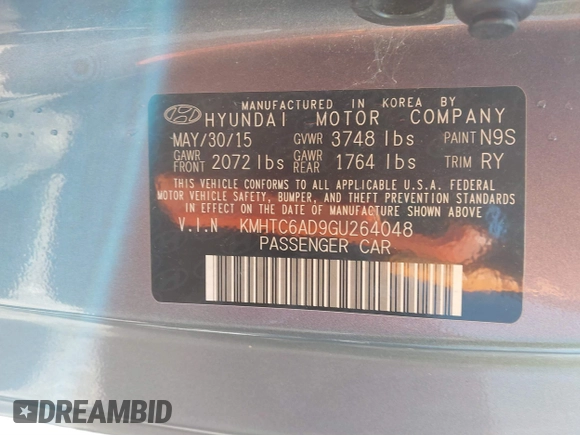 MANUFACTURED IN KOREA BY
HYUNDAI MOTOR COMPANY
MAY/30/15 GVWR 3748 lbs PAINT N9S
GAWR FRONT 2072 lbs GAWR REAR 1764 lbs TRIM RY
THIS VEHICLE CONFORMS TO ALL APPLICABLE U.S.A. FEDERAL
MOTOR VEHICLE SAFETY, BUMPER, AND THEFT PREVENTION STANDARDS
IN EFFECT ON THE DATE OF MANUFACTURE SHOWN ABOVE.
V.I.N KMHTC6AD9GU264048
PASSENGER CAR
DREAMBID